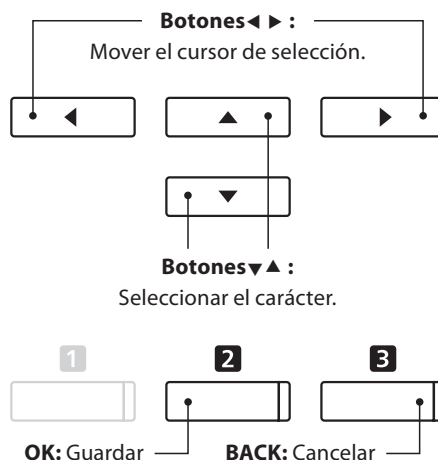 Botones◀ ▶ :
Mover el cursor de selección.
◀ ▲ ▶
▼
Botones▼▲ :
Seleccionar el carácter.
1 2 3
OK: Guardar BACK: Cancelar